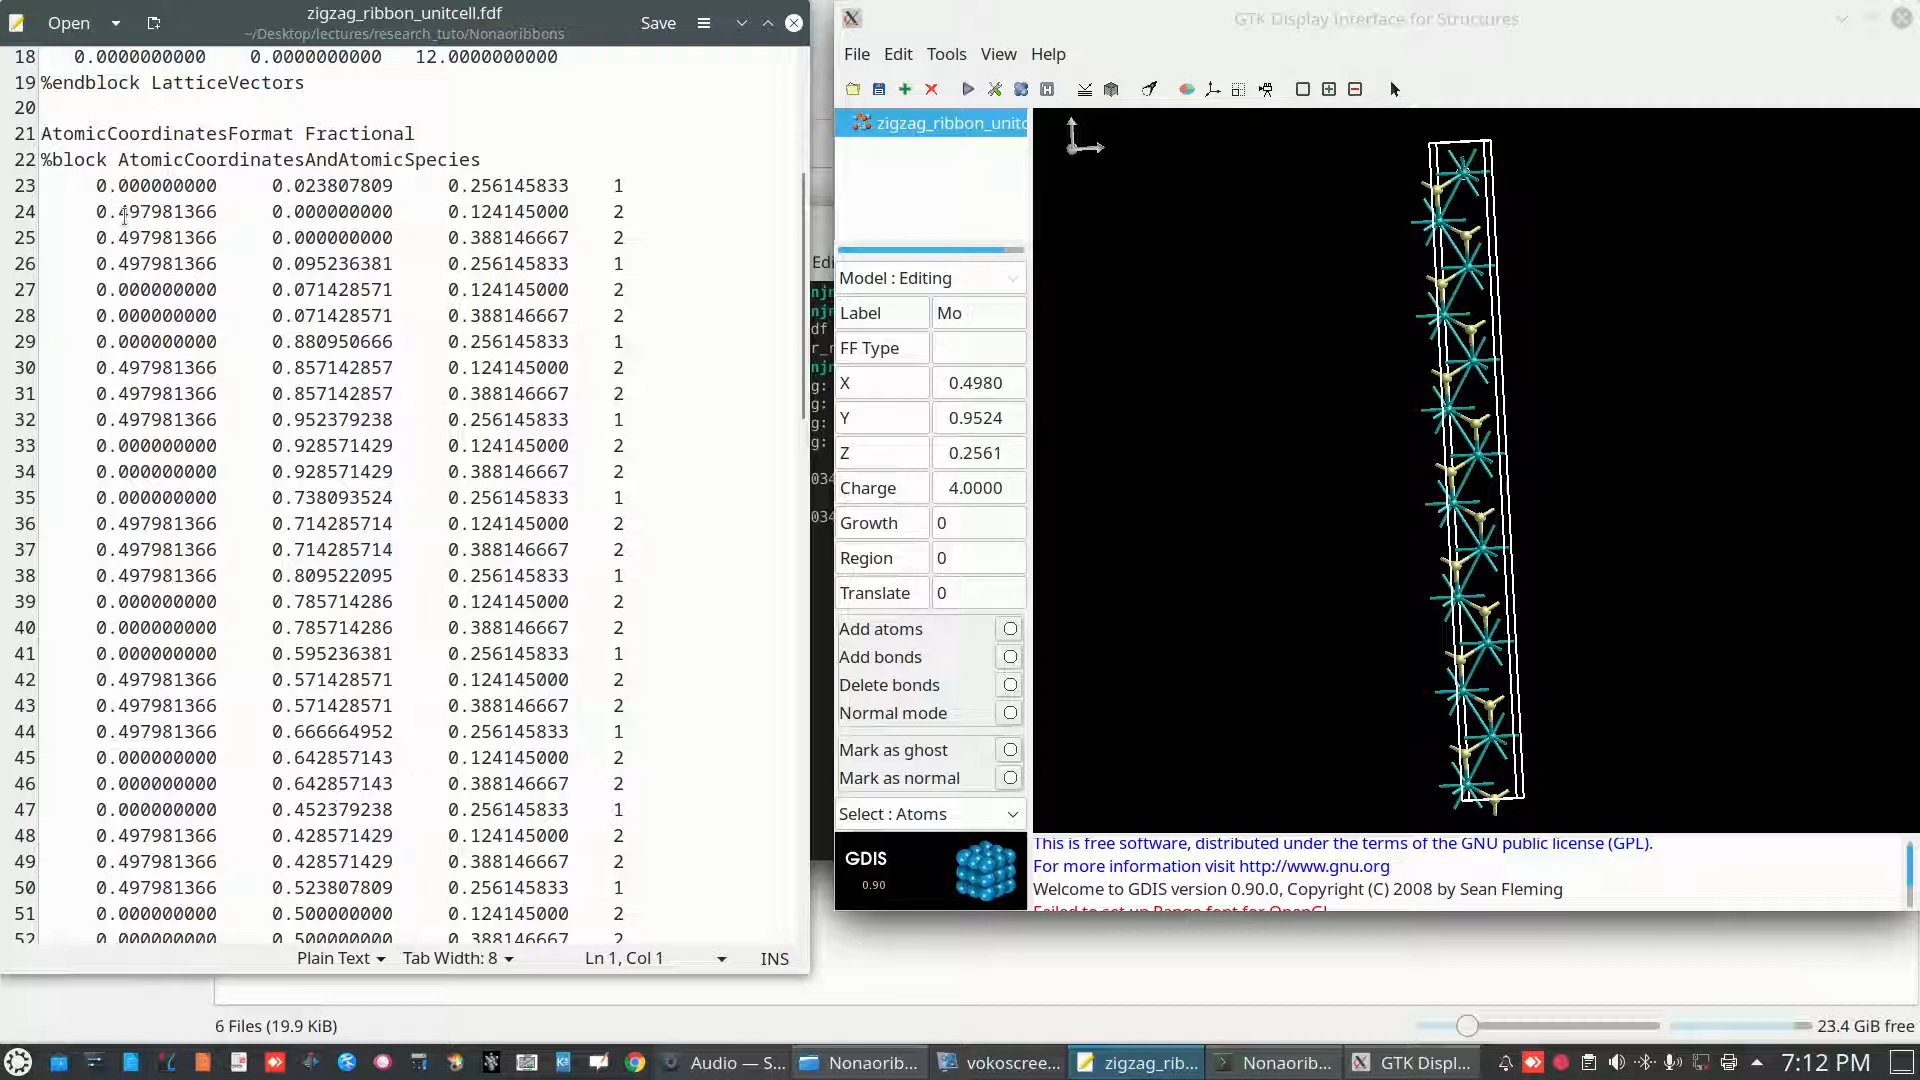 Open
zigzag_ribbon_unitcell.fdf
~/Desktop/lectures/research_tuto/Nonaoribbons
Save
18 0.0000000000 0.0000000000 12.0000000000
19 %endblock LatticeVectors
20
21 AtomicCoordinatesFormat Fractional
22 %block AtomicCoordinatesAndAtomicSpecies
23 0.000000000 0.023807809 0.256145833 1
24 0.497981366 0.000000000 0.124145000 2
25 0.497981366 0.000000000 0.388146667 2
26 0.497981366 0.095236381 0.256145833 1
27 0.000000000 0.071428571 0.124145000 2
28 0.000000000 0.071428571 0.388146667 2
29 0.000000000 0.880950666 0.256145833 1
30 0.497981366 0.857142857 0.124145000 2
31 0.497981366 0.857142857 0.388146667 2
32 0.497981366 0.952379238 0.256145833 1
33 0.000000000 0.928571429 0.124145000 2
34 0.000000000 0.928571429 0.388146667 2
35 0.000000000 0.738093524 0.256145833 1
36 0.497981366 0.714285714 0.124145000 2
37 0.497981366 0.714285714 0.388146667 2
38 0.497981366 0.809522095 0.256145833 1
39 0.000000000 0.785714286 0.124145000 2
40 0.000000000 0.785714286 0.388146667 2
41 0.000000000 0.595236381 0.256145833 1
42 0.497981366 0.571428571 0.124145000 2
43 0.497981366 0.571428571 0.388146667 2
44 0.497981366 0.666664952 0.256145833 1
45 0.000000000 0.642857143 0.124145000 2
46 0.000000000 0.642857143 0.388146667 2
47 0.000000000 0.452379238 0.256145833 1
48 0.497981366 0.428571429 0.124145000 2
49 0.497981366 0.428571429 0.388146667 2
50 0.497981366 0.523807809 0.256145833 1
51 0.000000000 0.500000000 0.124145000 2
52 0.000000000 0.500000000 0.388146667 2
Plain Text Tab Width: 8 Ln 1, Col 1 INS
GTK Display Interface for Structures
File Edit Tools View Help
zigzag_ribbon_unitc
Model : Editing
Label Mo
FF Type
X 0.4980
Y 0.9524
Z 0.2561
Charge 4.0000
Growth 0
Region 0
Translate 0
Add atoms
Add bonds
Delete bonds
Normal mode
Mark as ghost
Mark as normal
Select : Atoms
GDIS
0.90
This is free software, distributed under the terms of the GNU public license (GPL).
For more information visit http://www.gnu.org
Welcome to GDIS version 0.90.0, Copyright (C) 2008 by Sean Fleming
Failed to set up Pango font for OpenGL
6 Files (19.9 KiB)
23.4 GiB free
Audio — S...
Nonaorib...
vokoscree...
zigzag_rib...
Nonaorib...
GTK Displ...
7:12 PM